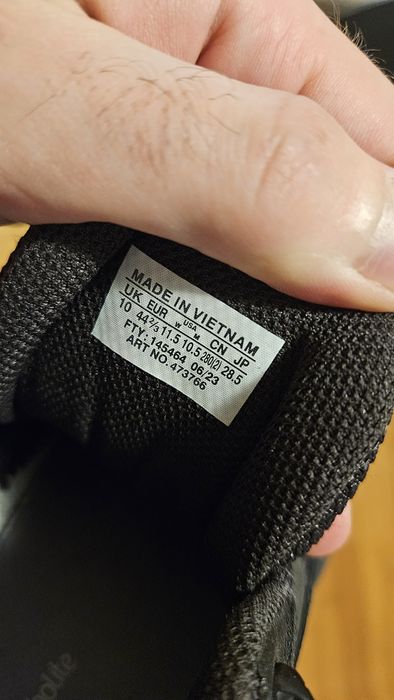 MADE IN VIETNAM
UK EUR USA W M CN JP
10 44⅔ 11.5 10.5 280(2) 28.5
FTY: 145464 06/23
ART NO. 473766